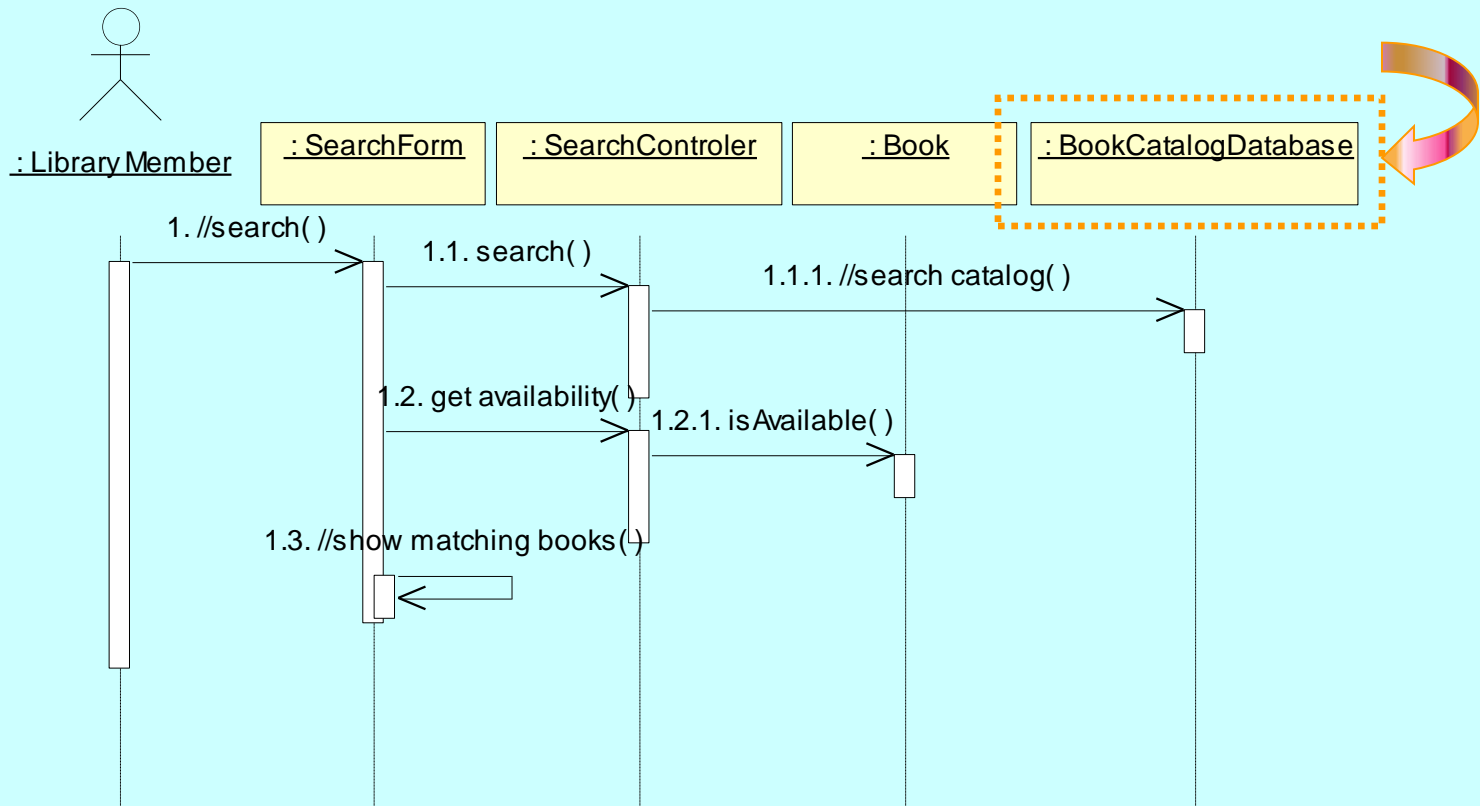 : Library Member
: SearchForm
: SearchControler
: Book
: BookCatalogDatabase
1. //search( )
1.1. search( )
1.1.1. //search catalog( )
1.2. get availability( )
1.2.1. isAvailable( )
1.3. //show matching books( )